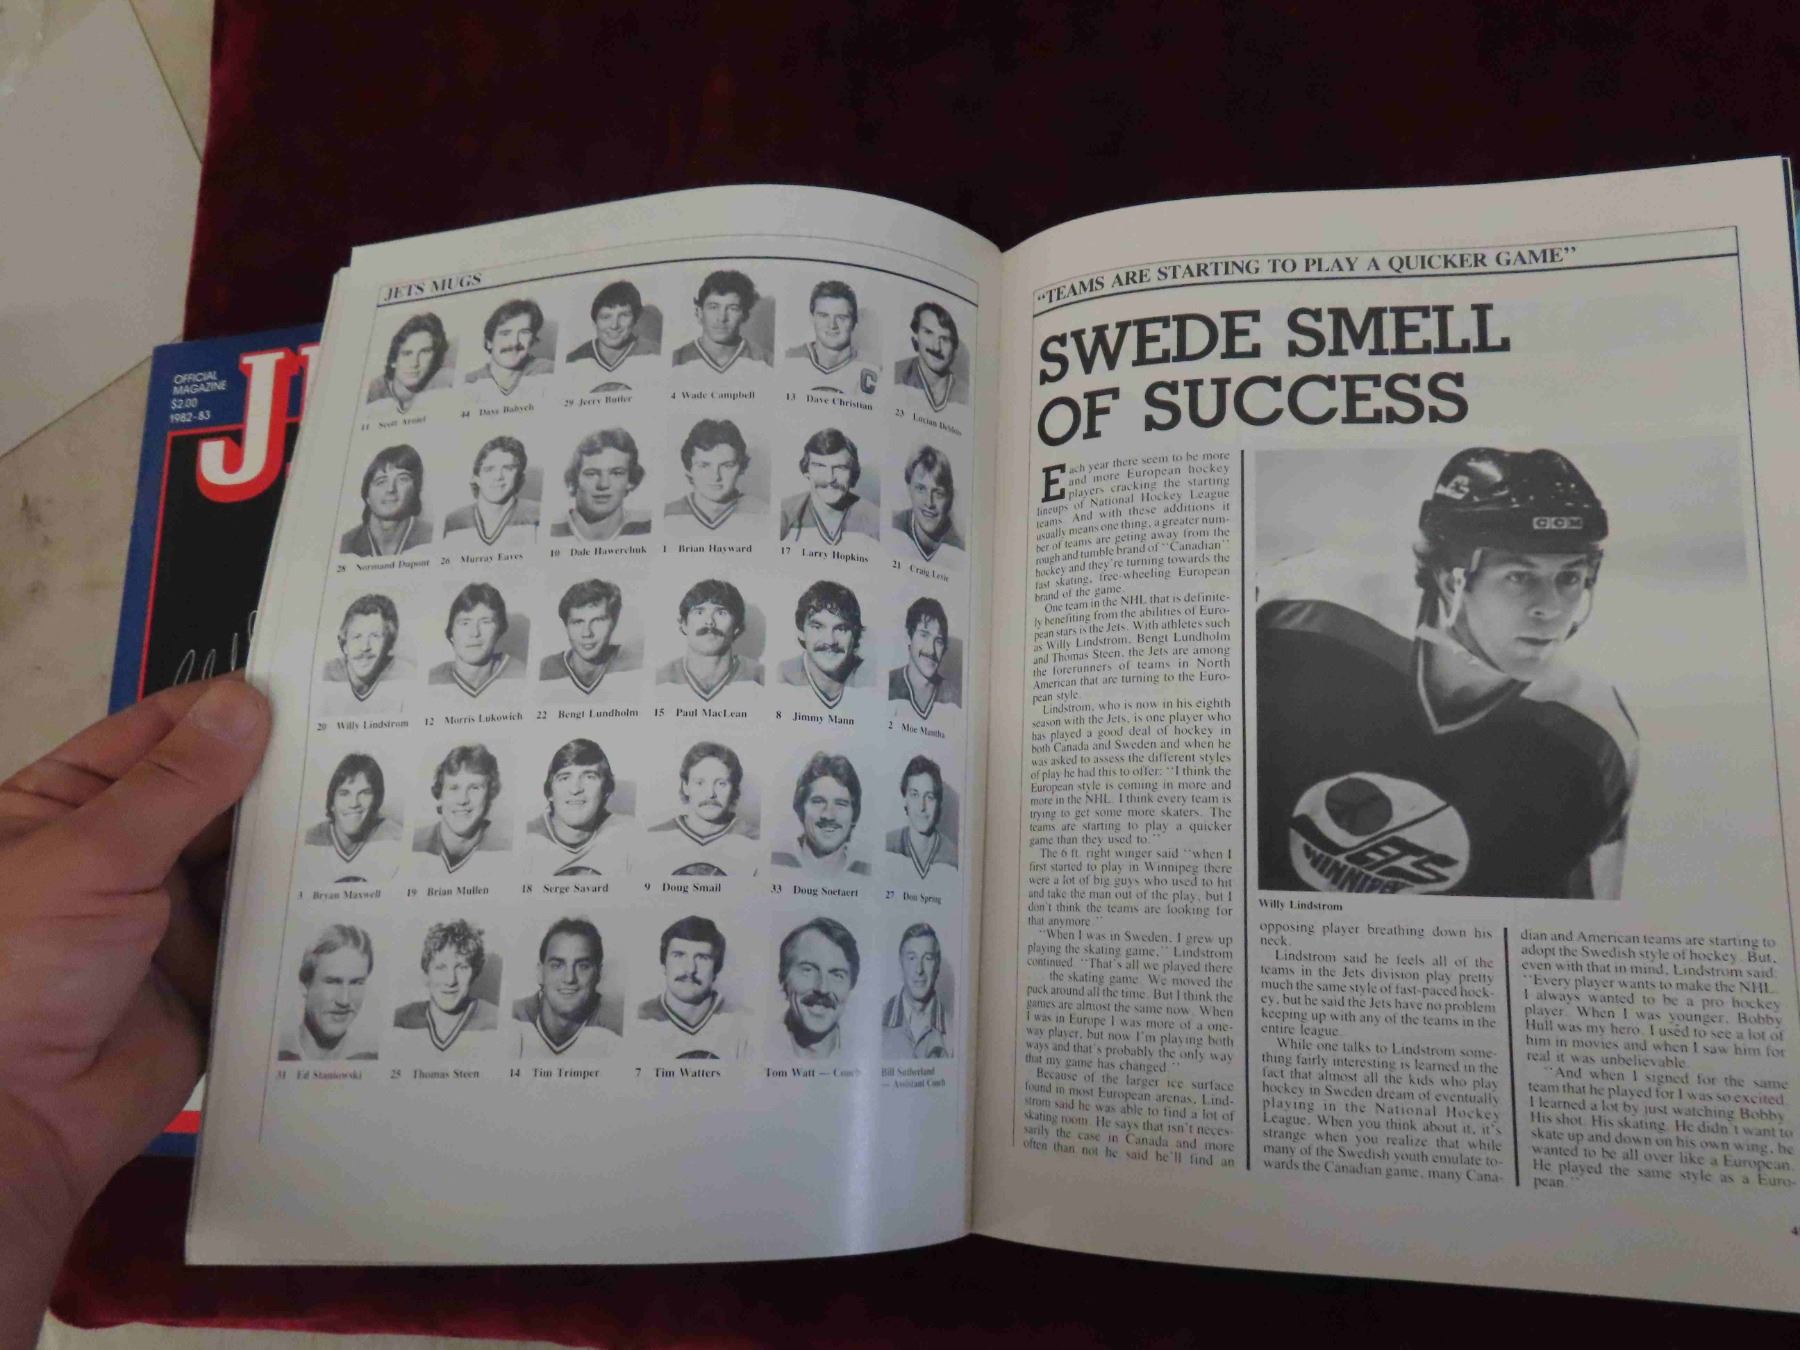 OFFICIAL
MAGAZINE
$2.00
1982-83
JETS MUGS
11 Scott Arniel
44 Dave Babych
29 Jerry Butler
4 Wade Campbell
13 Dave Christian
C
23 Lucian DeBlois
28 Normand Dupont
26 Murray Eaves
10 Dale Hawerchuk
1 Brian Hayward
17 Larry Hopkins
21 Craig Levie
20 Willy Lindstrom
12 Morris Lukowich
22 Bengt Lundholm
15 Paul MacLean
8 Jimmy Mann
2 Moe Mantha
3 Bryan Maxwell
19 Brian Mullen
18 Serge Savard
9 Doug Smail
33 Doug Soetaert
27 Don Spring
31 Ed Staniowski
25 Thomas Steen
14 Tim Trimper
7 Tim Watters
Tom Watt — Coach
Bill Sutherland
— Assistant Coach
"TEAMS ARE STARTING TO PLAY A QUICKER GAME"
SWEDE SMELL
OF SUCCESS
Each year there seem to be more
and more European hockey
players cracking the starting
lineups of National Hockey League
teams. And with these additions it
usually means one thing, a greater num-
ber of teams are geting away from the
rough and tumble brand of "Canadian"
hockey and they're turning towards the
fast skating, free-wheeling European
brand of the game.
One team in the NHL that is definite-
ly benefiting from the abilities of Euro-
pean stars is the Jets. With athletes such
as Willy Lindstrom, Bengt Lundholm
and Thomas Steen, the Jets are among
the forerunners of teams in North
American that are turning to the Euro-
pean style.
Lindstrom, who is now in his eighth
season with the Jets, is one player who
has played a good deal of hockey in
both Canada and Sweden and when he
was asked to assess the different styles
of play he had this to offer: "I think the
European style is coming in more and
more in the NHL. I think every team is
trying to get some more skaters. The
teams are starting to play a quicker
game than they used to."
The 6 ft. right winger said "when I
first started to play in Winnipeg there
were a lot of big guys who used to hit
and take the man out of the play, but I
don't think the teams are looking for
that anymore."
"When I was in Sweden, I grew up
playing the skating game," Lindstrom
continued. "That's all we played there
... the skating game. We moved the
puck around all the time. But I think the
games are almost the same now. When
I was in Europe I was more of a one-
way player, but now I'm playing both
ways and that's probably the only way
that my game has changed."
Because of the larger ice surface
found in most European arenas, Lind-
strom said he was able to find a lot of
skating room. He says that isn't neces-
sarily the case in Canada and more
often than not he said he'll find an
CCM
JETS
WINNIPEG
Willy Lindstrom
opposing player breathing down his
neck.
Lindstrom said he feels all of the
teams in the Jets division play pretty
much the same style of fast-paced hock-
ey, but he said the Jets have no problem
keeping up with any of the teams in the
entire league.
While one talks to Lindstrom some-
thing fairly interesting is learned in the
fact that almost all the kids who play
hockey in Sweden dream of eventually
playing in the National Hockey
League. When you think about it, it's
strange when you realize that while
many of the Swedish youth emulate to-
wards the Canadian game, many Cana-
dian and American teams are starting to
adopt the Swedish style of hockey. But,
even with that in mind, Lindstrom said:
"Every player wants to make the NHL.
I always wanted to be a pro hockey
player. When I was younger, Bobby
Hull was my hero. I used to see a lot of
him in movies and when I saw him for
real it was unbelievable.
"And when I signed for the same
team that he played for I was so excited.
I learned a lot by just watching Bobby.
His shot. His skating. He didn't want to
skate up and down on his own wing, he
wanted to be all over like a European.
He played the same style as a Euro-
pean."